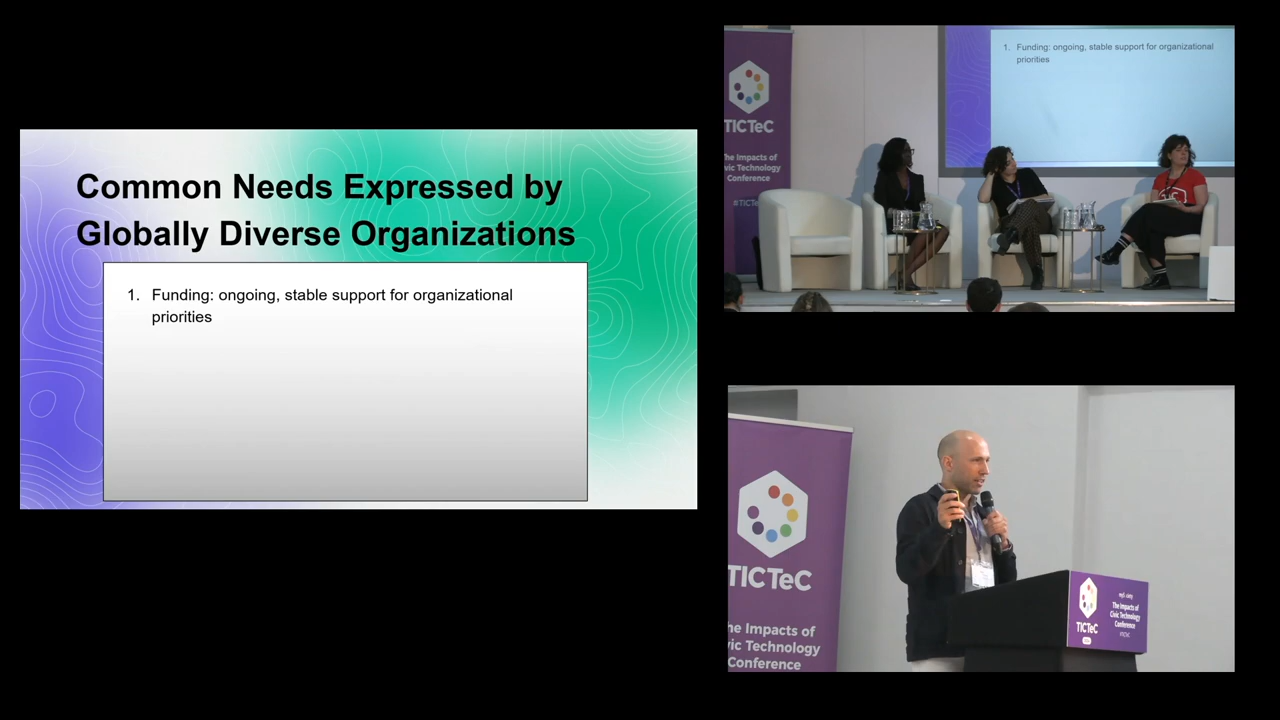 Common Needs Expressed by
Globally Diverse Organizations
1. Funding: ongoing, stable support for organizational
priorities
1. Funding: ongoing, stable support for organizational
priorities
TICTeC
The Impacts of
Civic Technology
Conference
TICTeC
The Impacts of
Civic Technology
Conference
The Impacts of
Civic Technology
Conference
TICTeC